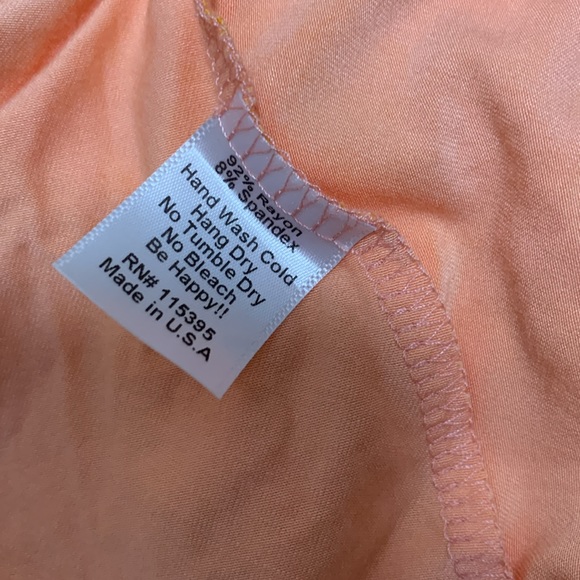 92% Rayon
8% Spandex
Hand Wash Cold
Hang Dry
No Tumble Dry
No Bleach
Be Happy!!
RN# 115395
Made in U.S.A